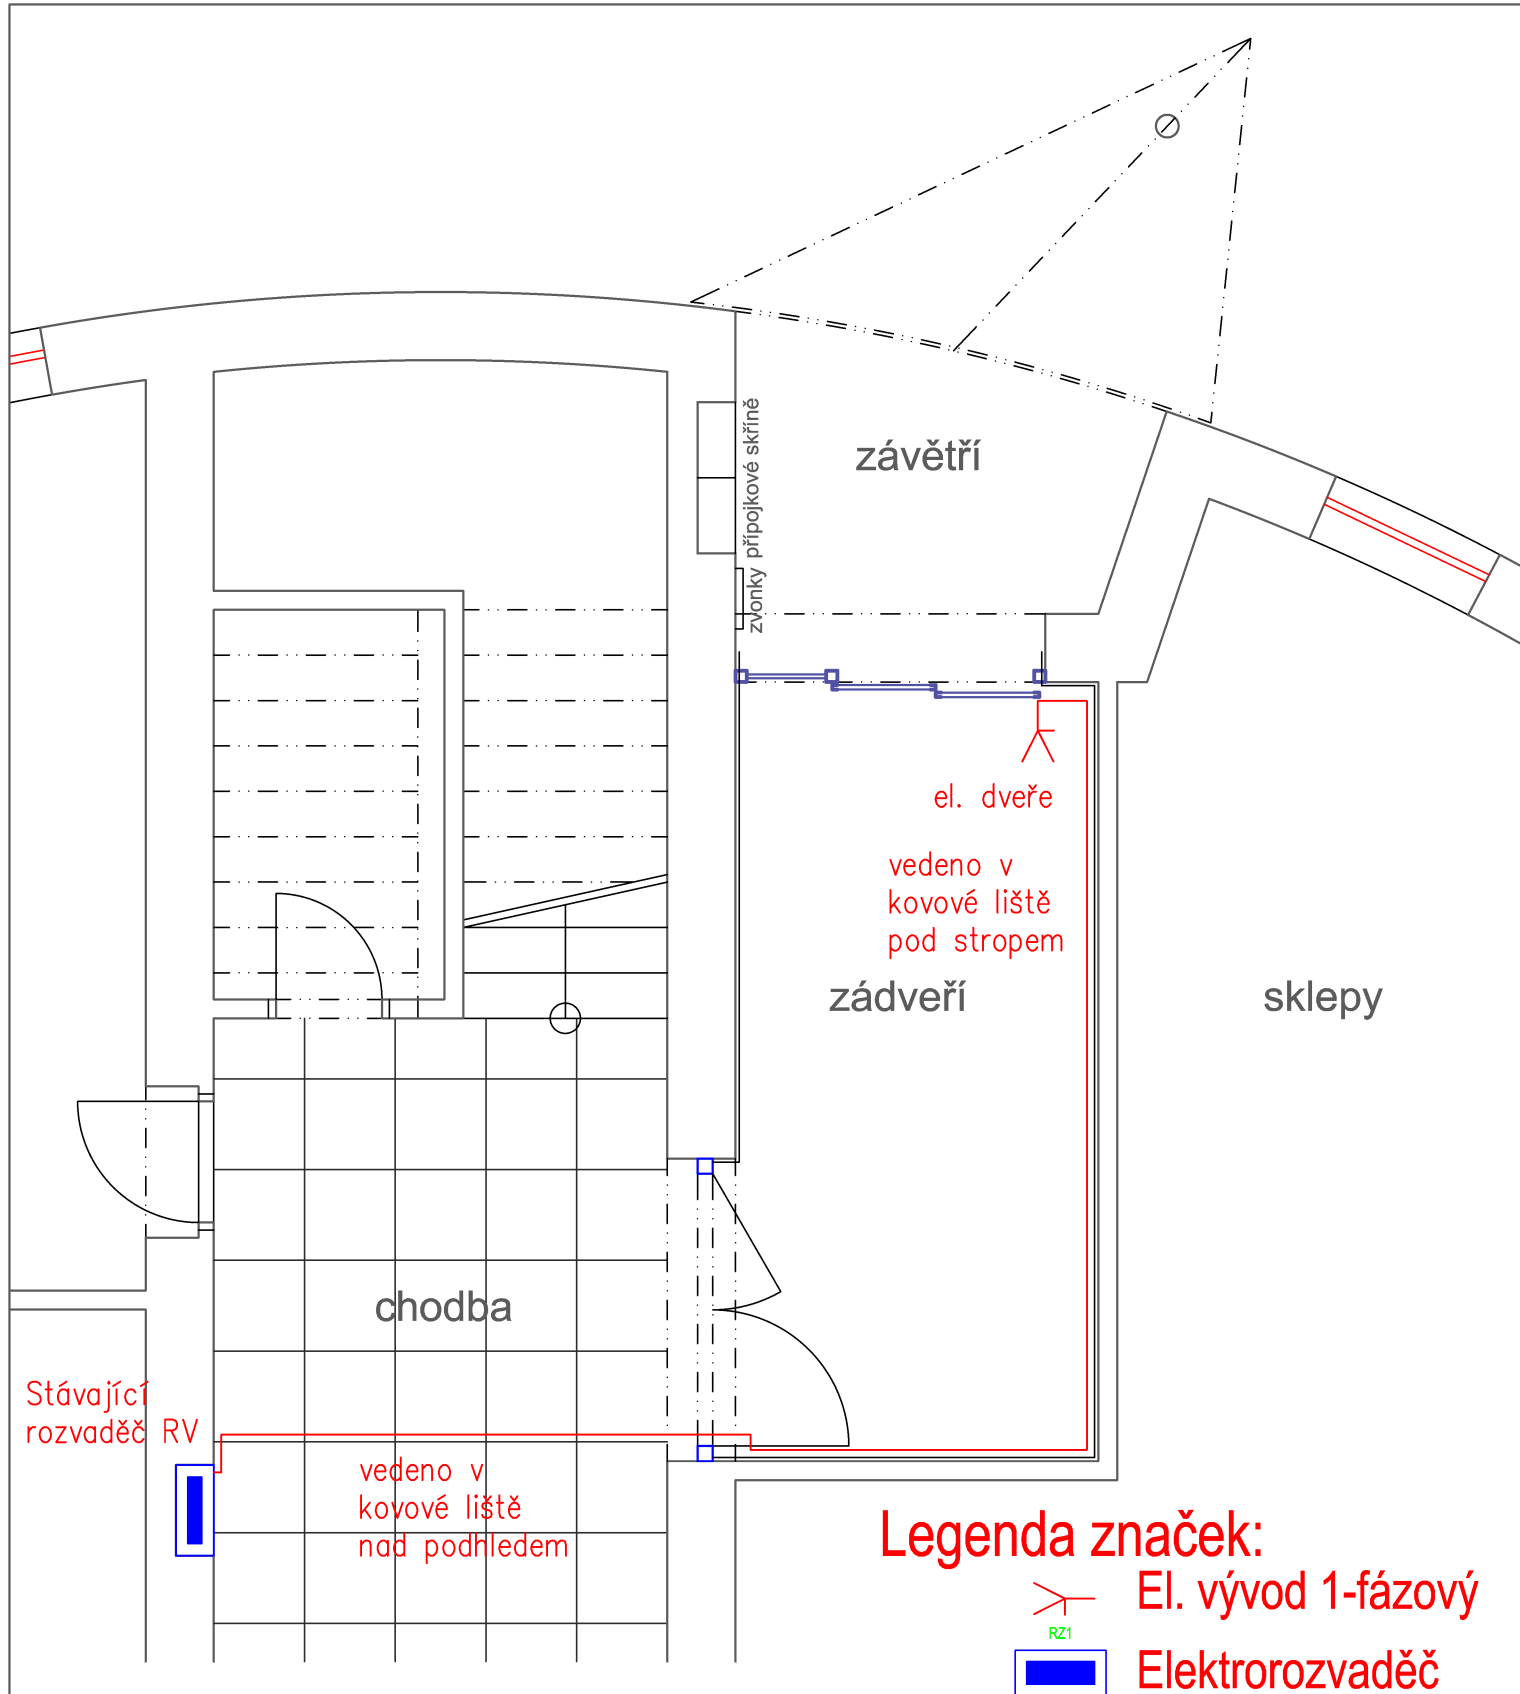 závětří
přípojkové skříně
zvonky
el. dveře
vedeno v
kovové liště
pod stropem
zádveří
sklepy
chodba
Stávající
rozvaděč RV
vedeno v
kovové liště
nad podhledem
Legenda značek:
El. vývod 1-fázový
RZ1
Elektrorozvaděč